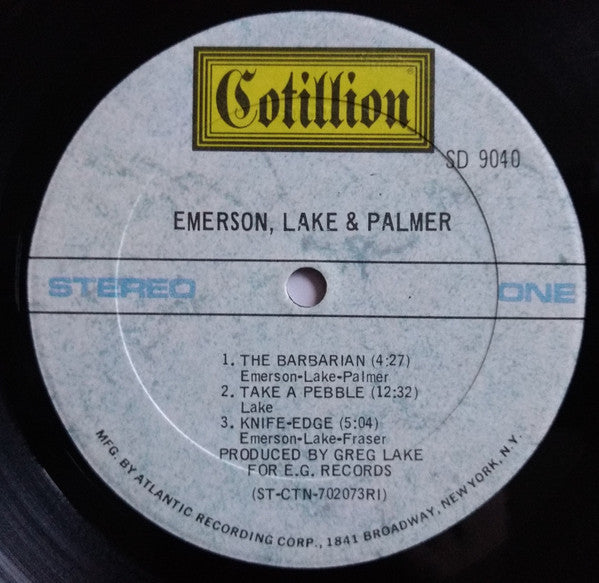 Cotillion®
SD 9040
EMERSON, LAKE & PALMER
STEREO
ONE
1. THE BARBARIAN (4:27)
Emerson-Lake-Palmer
2. TAKE A PEBBLE (12:32)
Lake
3. KNIFE-EDGE (5:04)
Emerson-Lake-Fraser
PRODUCED BY GREG LAKE
FOR E.G. RECORDS
(ST-CTN-702073RI)
MFG. BY ATLANTIC RECORDING CORP., 1841 BROADWAY, NEW YORK, N.Y.